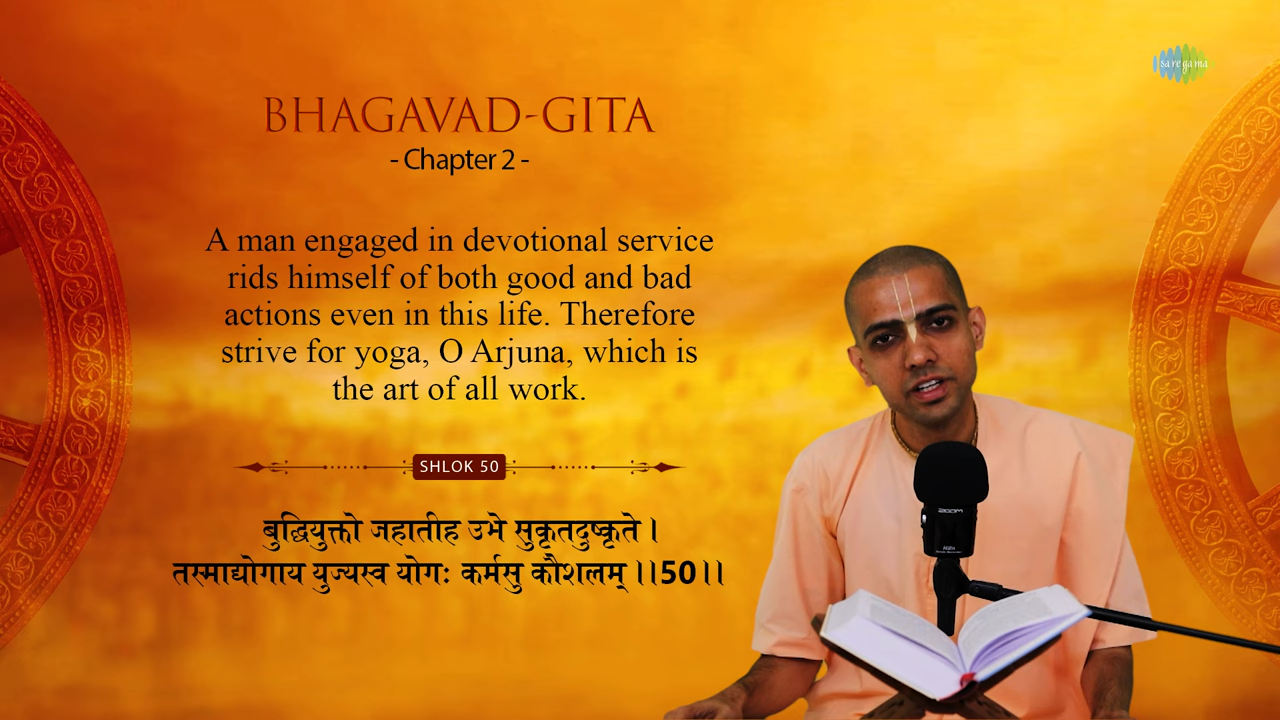 saregama
BHAGAVAD-GITA
- Chapter 2 -
A man engaged in devotional service
rids himself of both good and bad
actions even in this life. Therefore
strive for yoga, O Arjuna, which is
the art of all work.
SHLOK 50
बुद्धियुक्तो जहातीह उभे सुकृतदुष्कृते ।
तस्माद्योगाय युज्यस्व योगः कर्मसु कौशलम् ।।50।।
zoom